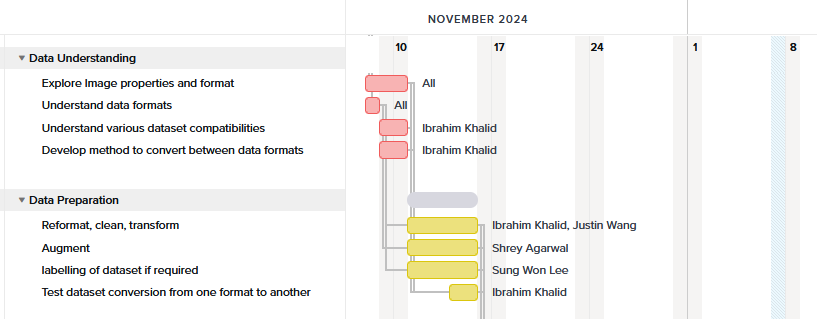 NOVEMBER 2024
10 17 24 1 8
Data Understanding
Explore Image properties and format All
Understand data formats All
Understand various dataset compatibilities Ibrahim Khalid
Develop method to convert between data formats Ibrahim Khalid
Data Preparation
Reformat, clean, transform Ibrahim Khalid, Justin Wang
Augment Shrey Agarwal
labelling of dataset if required Sung Won Lee
Test dataset conversion from one format to another Ibrahim Khalid